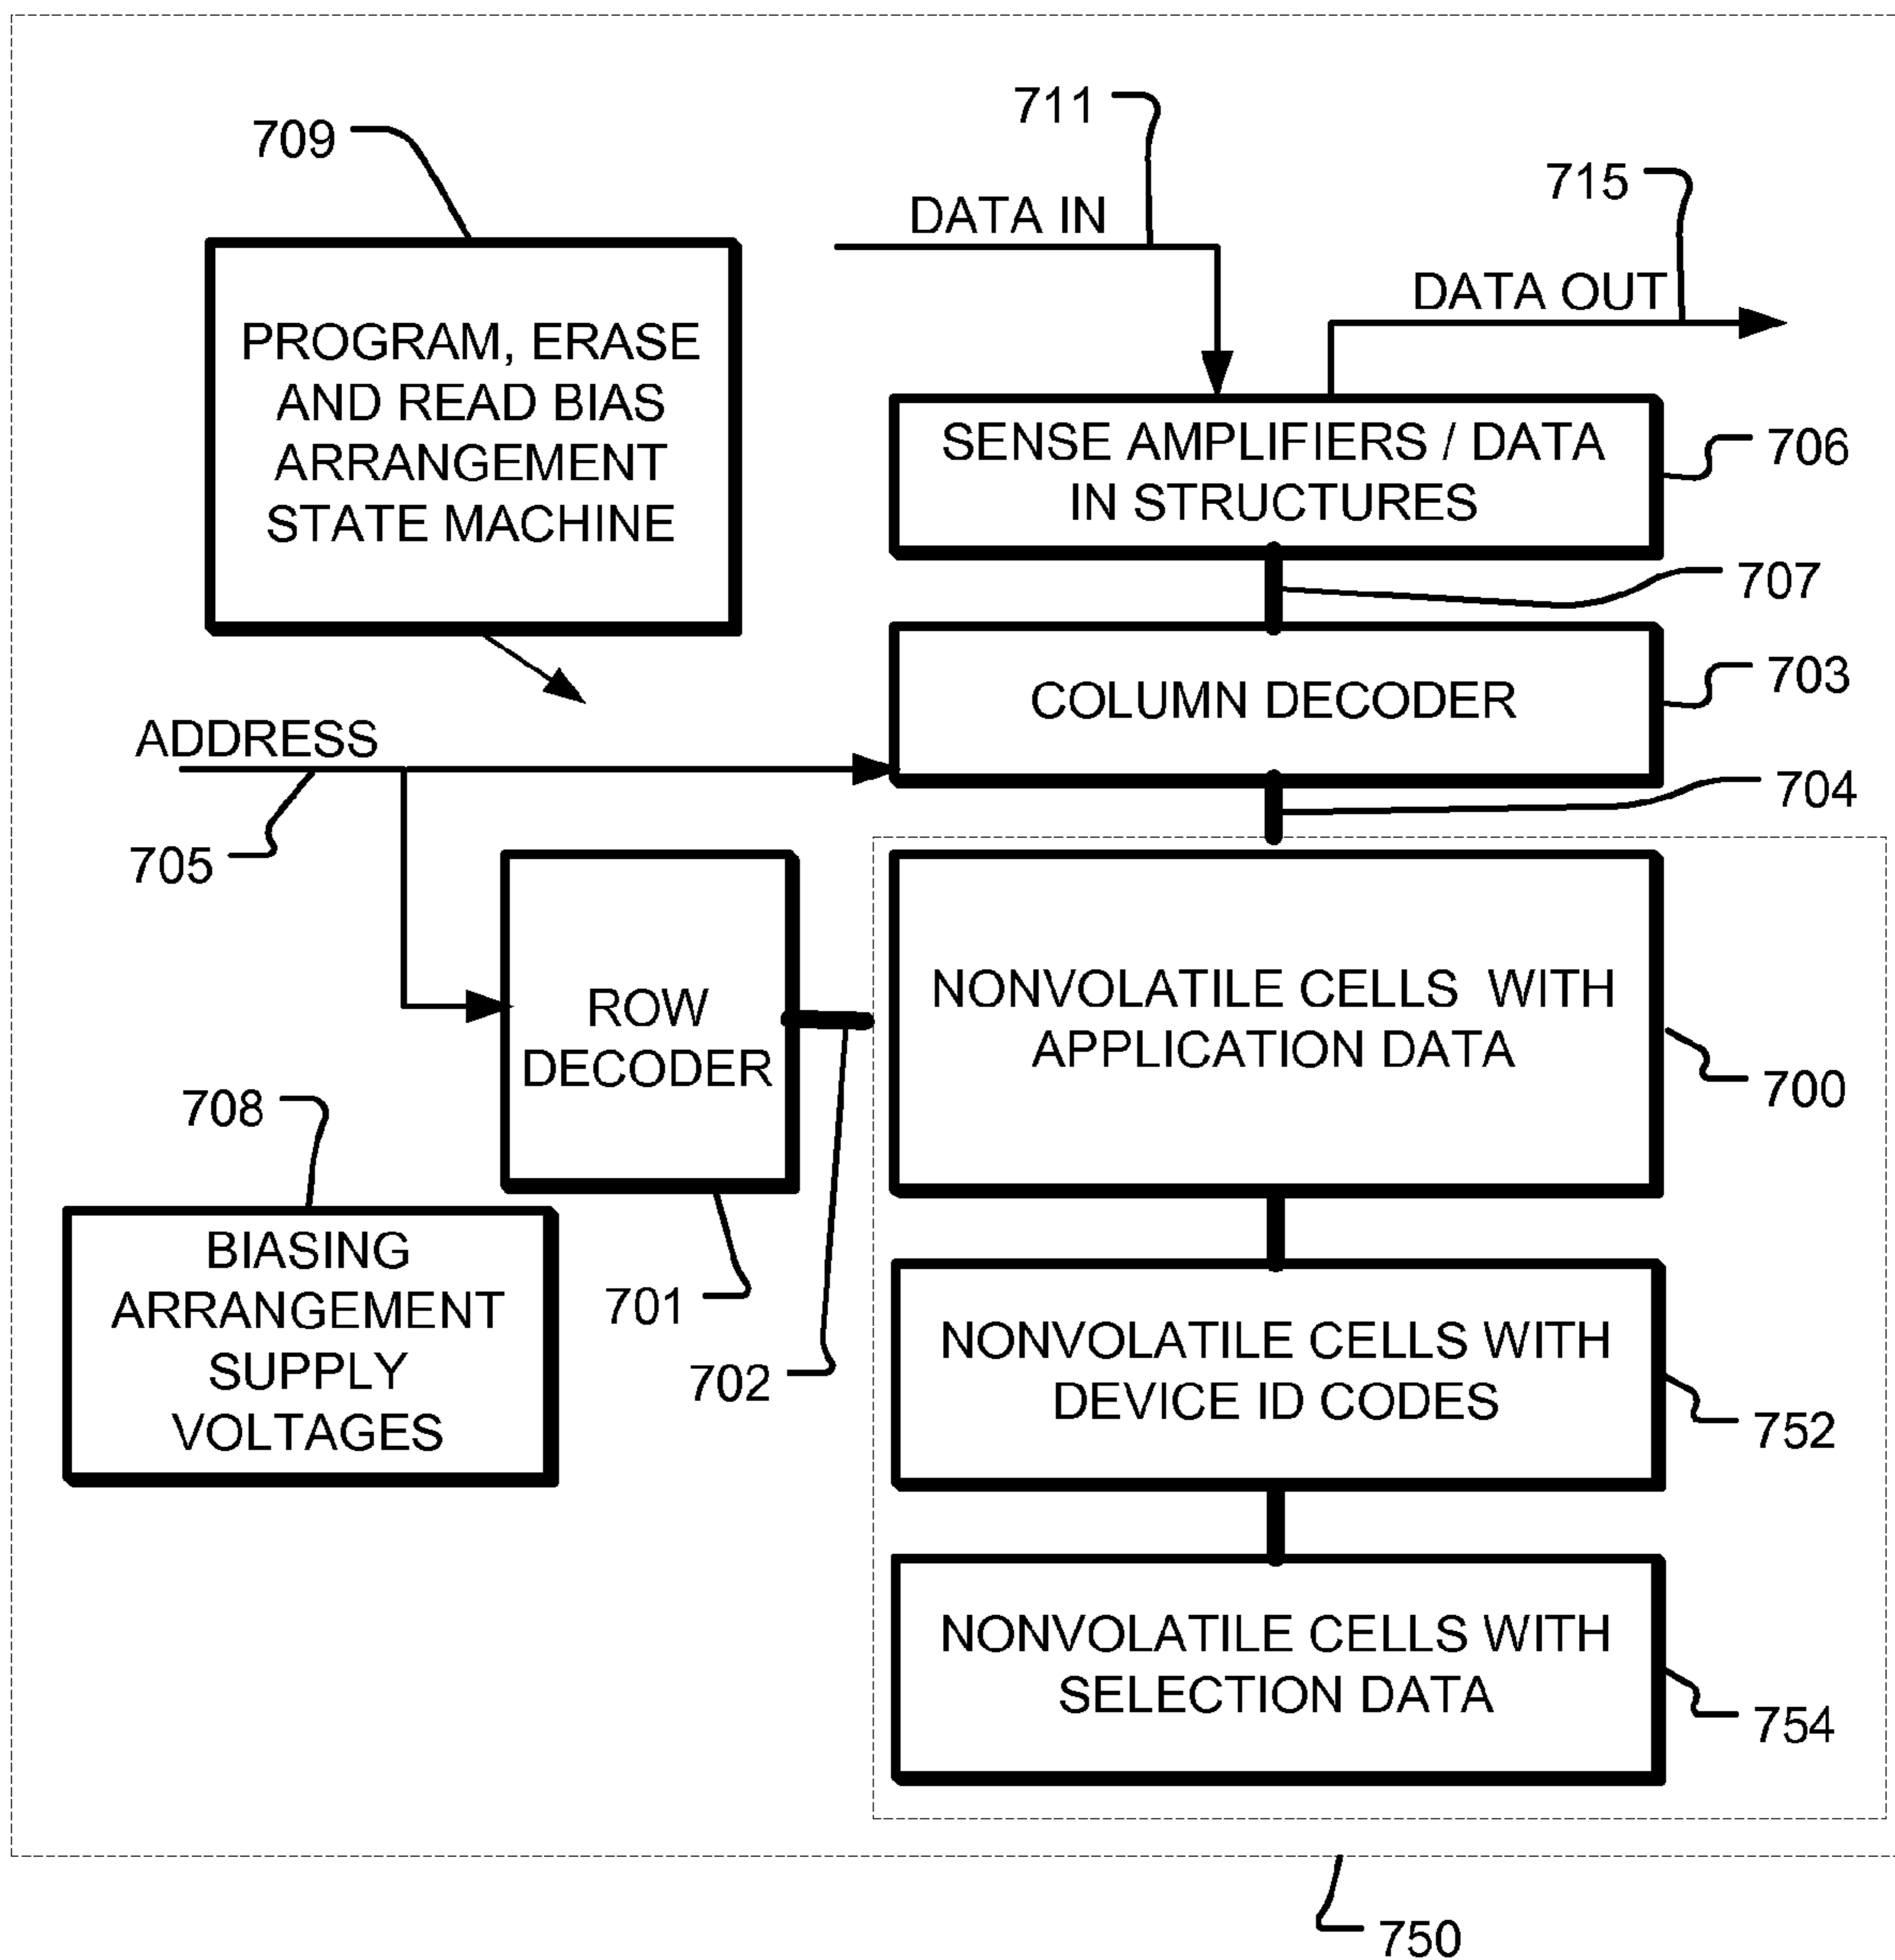 711
709
715
DATA IN
DATA OUT
PROGRAM, ERASE
AND READ BIAS
ARRANGEMENT
STATE MACHINE
SENSE AMPLIFIERS / DATA
IN STRUCTURES
706
707
COLUMN DECODER
703
ADDRESS
704
705
ROW
DECODER
NONVOLATILE CELLS WITH
APPLICATION DATA
700
708
BIASING
ARRANGEMENT
SUPPLY
VOLTAGES
701
702
NONVOLATILE CELLS WITH
DEVICE ID CODES
752
NONVOLATILE CELLS WITH
SELECTION DATA
754
750